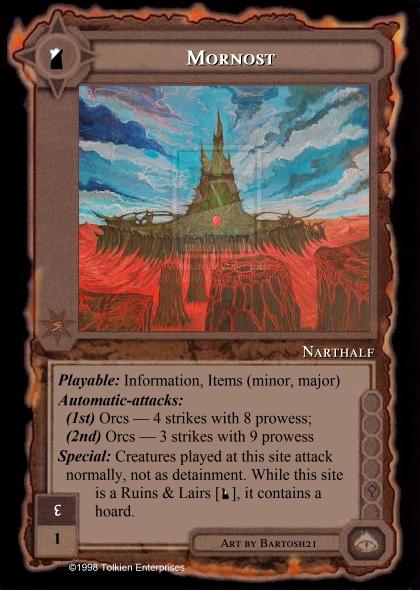 MORNOST
DEVIANTART
NARTHALF
Playable: Information, Items (minor, major)
Automatic-attacks:
(1st) Orcs — 4 strikes with 8 prowess;
(2nd) Orcs — 3 strikes with 9 prowess
Special: Creatures played at this site attack
normally, not as detainment. While this site
is a Ruins & Lairs [], it contains a
hoard.
1
ART BY BARTOSH21
©1998 Tolkien Enterprises